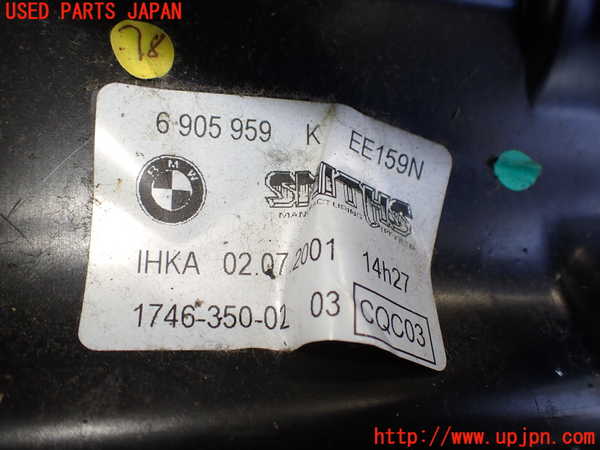 USED PARTS JAPAN
78
6 905 959 K EE159N
BMW SMITHS
MANUFACTURING
IHKA 02.07.2001 14h27
1746-350-02 03 CQC03
http://www.upjpn.com